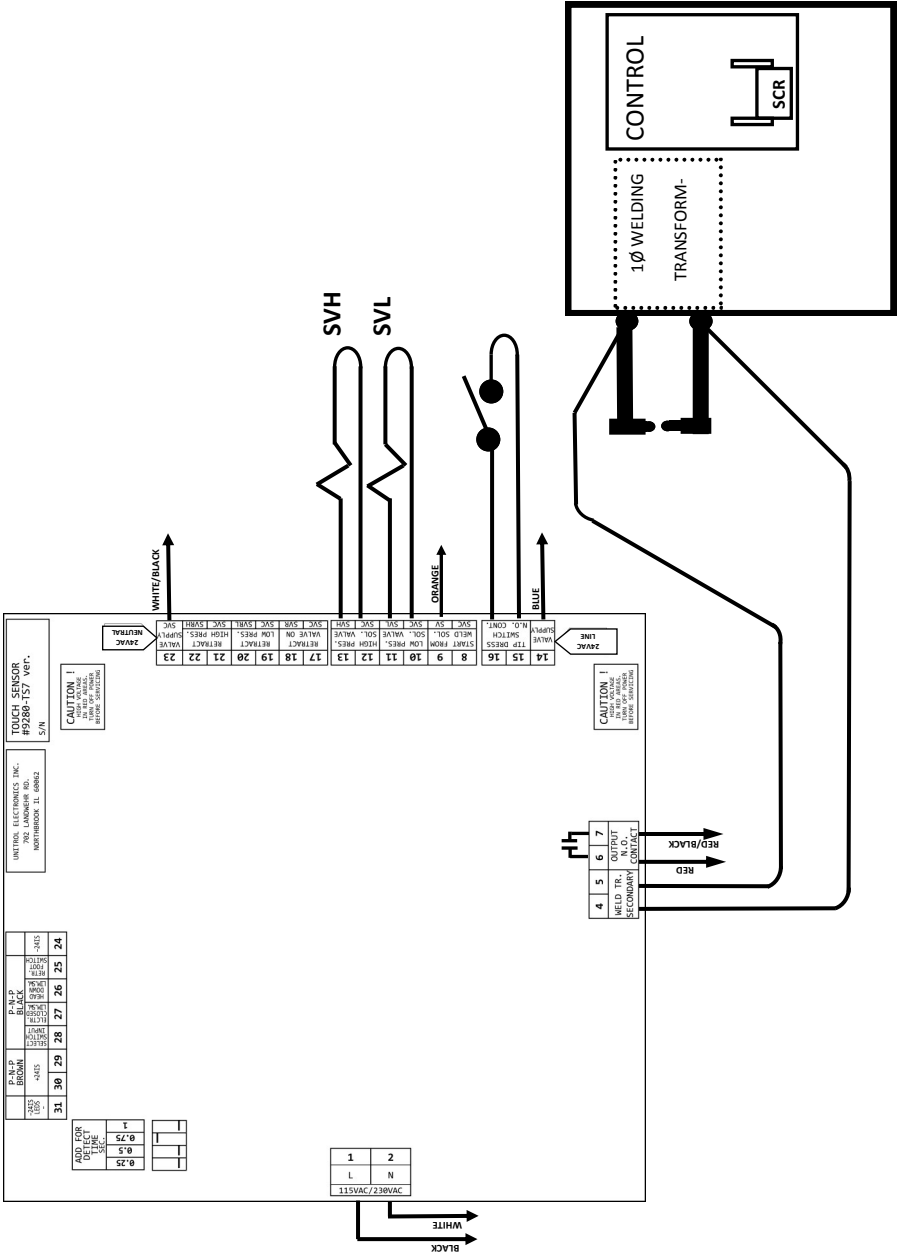 CONTROL
SCR
1Ø WELDING
TRANSFORM-
SVH
SVL
WHITE/BLACK
ORANGE
BLUE
TOUCH SENSOR
#9280-TS7 ver.
S/N
UNITROL ELECTRONICS INC.
702 LANDWEHR RD.
NORTHBROOK IL 60062
CAUTION !
HIGH VOLTAGE
IN RED AREAS.
TURN OFF POWER
BEFORE SERVICING
24VAC
NEUTRAL
23 VALVE SUPPLY SVC
22 RETRACT HIGH PRES. SVRH
21 SVC
20 RETRACT LOW PRES. SVRL
19 SVC
18 RETRACT VALVE ON SVR
17 SVC
13 HIGH PRES. SOL. VALVE SVH
12 SVC
11 LOW PRES. SOL. VALVE SVL
10 SVC
9 START FROM WELD SOL. SV
8 SVC
16 TIP DRESS SWITCH N.O. CONT.
15
14 VALVE SUPPLY
24VAC
LINE
CAUTION !
HIGH VOLTAGE
IN RED AREAS.
TURN OFF POWER
BEFORE SERVICING
P-N-P
BROWN
P-N-P
BLACK
-24IS
LEDS
-
+24IS
SELECT
SWITCH
INPUT
ELCTR.
CLOSED
LIM.SW.
HEAD
DOWN
LIM.SW.
RETR.
FOOT
SWITCH
-24IS
31 30 29 28 27 26 25 24
ADD FOR
DETECT
TIME
SEC.
0.25
0.5
0.75
1
4 5 6 7
WELD TR.
SECONDARY
OUTPUT
N.O.
CONTACT
RED/BLACK
RED
1 2
L N
115VAC/230VAC
WHITE
BLACK